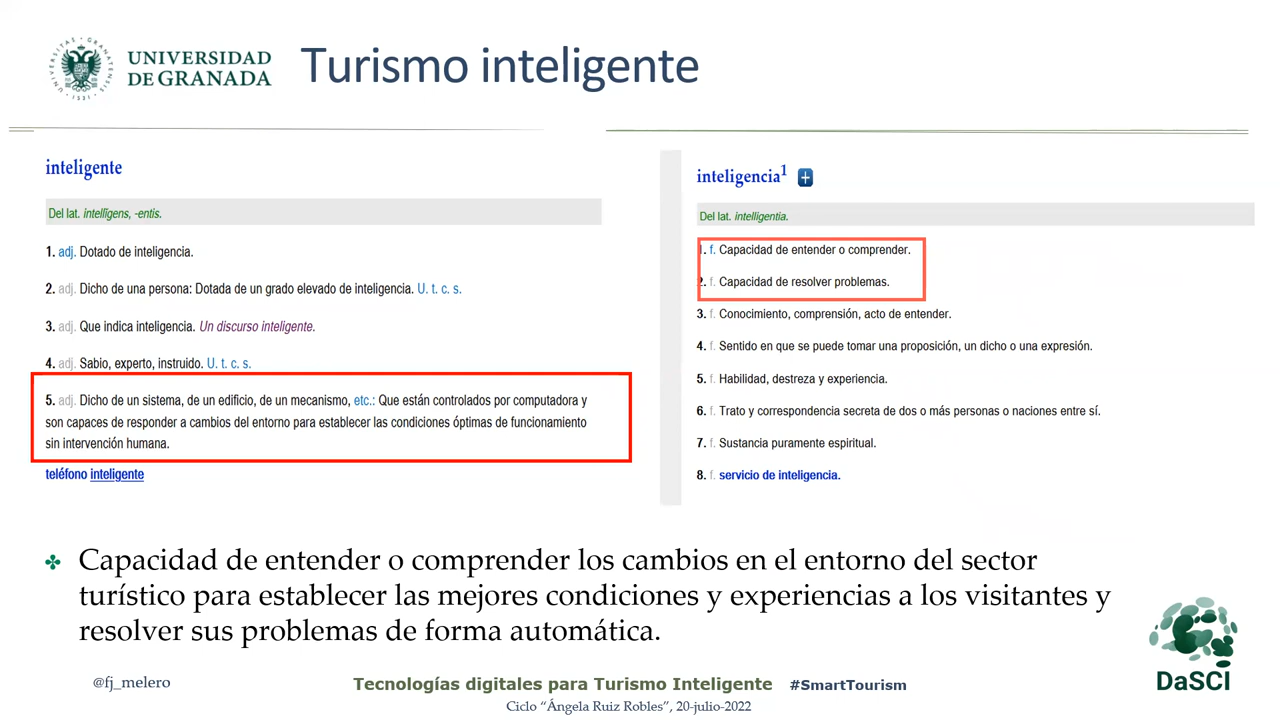 UNIVERSIDAD
DE GRANADA
Turismo inteligente
inteligente
Del lat. intellĭgens, -entis.
1. adj. Dotado de inteligencia.
2. adj. Dicho de una persona: Dotada de un grado elevado de inteligencia. U. t. c. s.
3. adj. Que indica inteligencia. Un discurso inteligente.
4. adj. Sabio, experto, instruido. U. t. c. s.
5. adj. Dicho de un sistema, de un edificio, de un mecanismo, etc.: Que están controlados por computadora y
son capaces de responder a cambios del entorno para establecer las condiciones óptimas de funcionamiento
sin intervención humana.
teléfono inteligente
inteligencia1
Del lat. intelligentia.
1. f. Capacidad de entender o comprender.
2. f. Capacidad de resolver problemas.
3. f. Conocimiento, comprensión, acto de entender.
4. f. Sentido en que se puede tomar una proposición, un dicho o una expresión.
5. f. Habilidad, destreza y experiencia.
6. f. Trato y correspondencia secreta de dos o más personas o naciones entre sí.
7. f. Sustancia puramente espiritual.
8. f. servicio de inteligencia.
Capacidad de entender o comprender los cambios en el entorno del sector
turístico para establecer las mejores condiciones y experiencias a los visitantes y
resolver sus problemas de forma automática.
DaSCI
@fj_melero
Tecnologías digitales para Turismo Inteligente #SmartTourism
Ciclo “Ángela Ruiz Robles”, 20-julio-2022